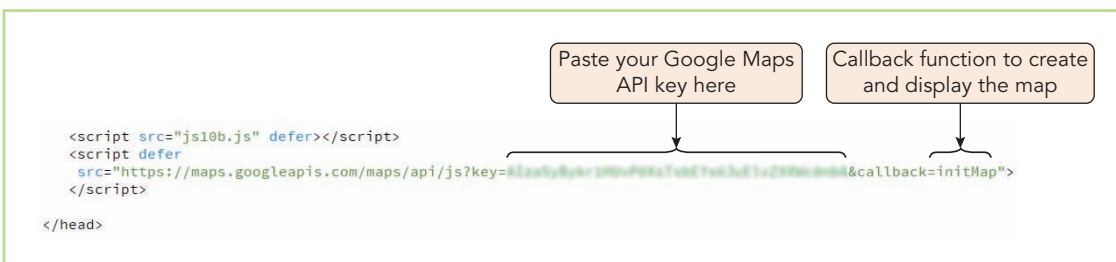 Paste your Google Maps
API key here
Callback function to create
and display the map
<script src="js10b.js" defer></script>
<script defer
src="https://maps.googleapis.com/maps/api/js?key=&callback=initMap">
</script>
</head>